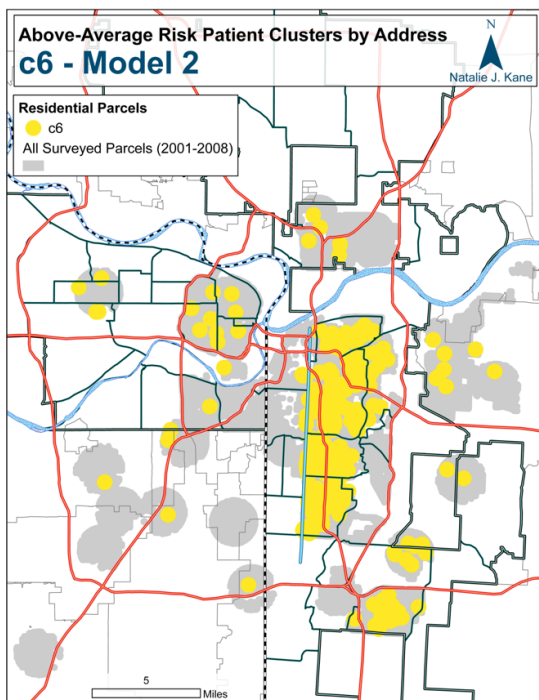 Above-Average Risk Patient Clusters by Address
c6 - Model 2
N
Natalie J. Kane
Residential Parcels
c6
All Surveyed Parcels (2001-2008)
5
Miles